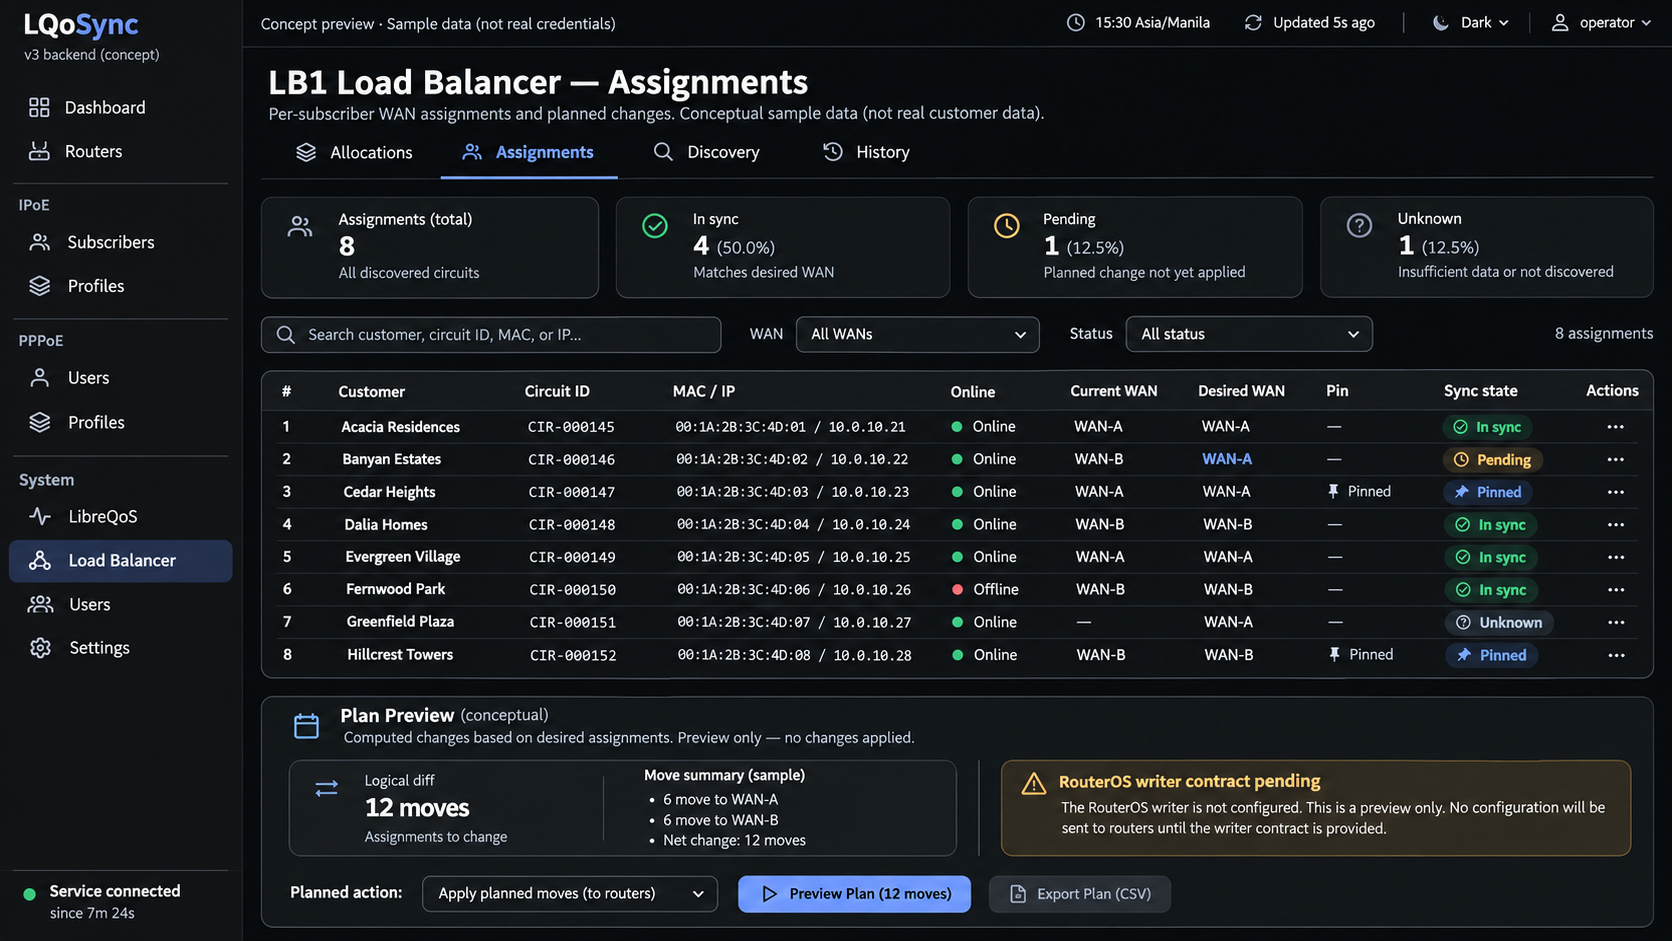 LQoSync
v3 backend (concept)
Dashboard
Routers
IPoE
Subscribers
Profiles
PPPoE
Users
Profiles
System
LibreQoS
Load Balancer
Users
Settings
Service connected
since 7m 24s
Concept preview · Sample data (not real credentials)
15:30 Asia/Manila
Updated 5s ago
Dark
operator
LB1 Load Balancer — Assignments
Per-subscriber WAN assignments and planned changes. Conceptual sample data (not real customer data).
Allocations
Assignments
Discovery
History
Assignments (total)
8
All discovered circuits
In sync
4 (50.0%)
Matches desired WAN
Pending
1 (12.5%)
Planned change not yet applied
Unknown
1 (12.5%)
Insufficient data or not discovered
Search customer, circuit ID, MAC, or IP...
WAN
All WANs
Status
All status
8 assignments
# Customer Circuit ID MAC / IP Online Current WAN Desired WAN Pin Sync state Actions
1 Acacia Residences CIR-000145 00:1A:2B:3C:4D:01 / 10.0.10.21 Online WAN-A WAN-A — In sync ...
2 Banyan Estates CIR-000146 00:1A:2B:3C:4D:02 / 10.0.10.22 Online WAN-B WAN-A — Pending ...
3 Cedar Heights CIR-000147 00:1A:2B:3C:4D:03 / 10.0.10.23 Online WAN-A WAN-A Pinned Pinned ...
4 Dalia Homes CIR-000148 00:1A:2B:3C:4D:04 / 10.0.10.24 Online WAN-B WAN-B — In sync ...
5 Evergreen Village CIR-000149 00:1A:2B:3C:4D:05 / 10.0.10.25 Online WAN-A WAN-A — In sync ...
6 Fernwood Park CIR-000150 00:1A:2B:3C:4D:06 / 10.0.10.26 Offline WAN-B WAN-B — In sync ...
7 Greenfield Plaza CIR-000151 00:1A:2B:3C:4D:07 / 10.0.10.27 Online — WAN-A — Unknown ...
8 Hillcrest Towers CIR-000152 00:1A:2B:3C:4D:08 / 10.0.10.28 Online WAN-B WAN-B Pinned Pinned ...
Plan Preview (conceptual)
Computed changes based on desired assignments. Preview only — no changes applied.
Logical diff
12 moves
Assignments to change
Move summary (sample)
• 6 move to WAN-A
• 6 move to WAN-B
• Net change: 12 moves
RouterOS writer contract pending
The RouterOS writer is not configured. This is a preview only. No configuration will be
sent to routers until the writer contract is provided.
Planned action:
Apply planned moves (to routers)
Preview Plan (12 moves)
Export Plan (CSV)